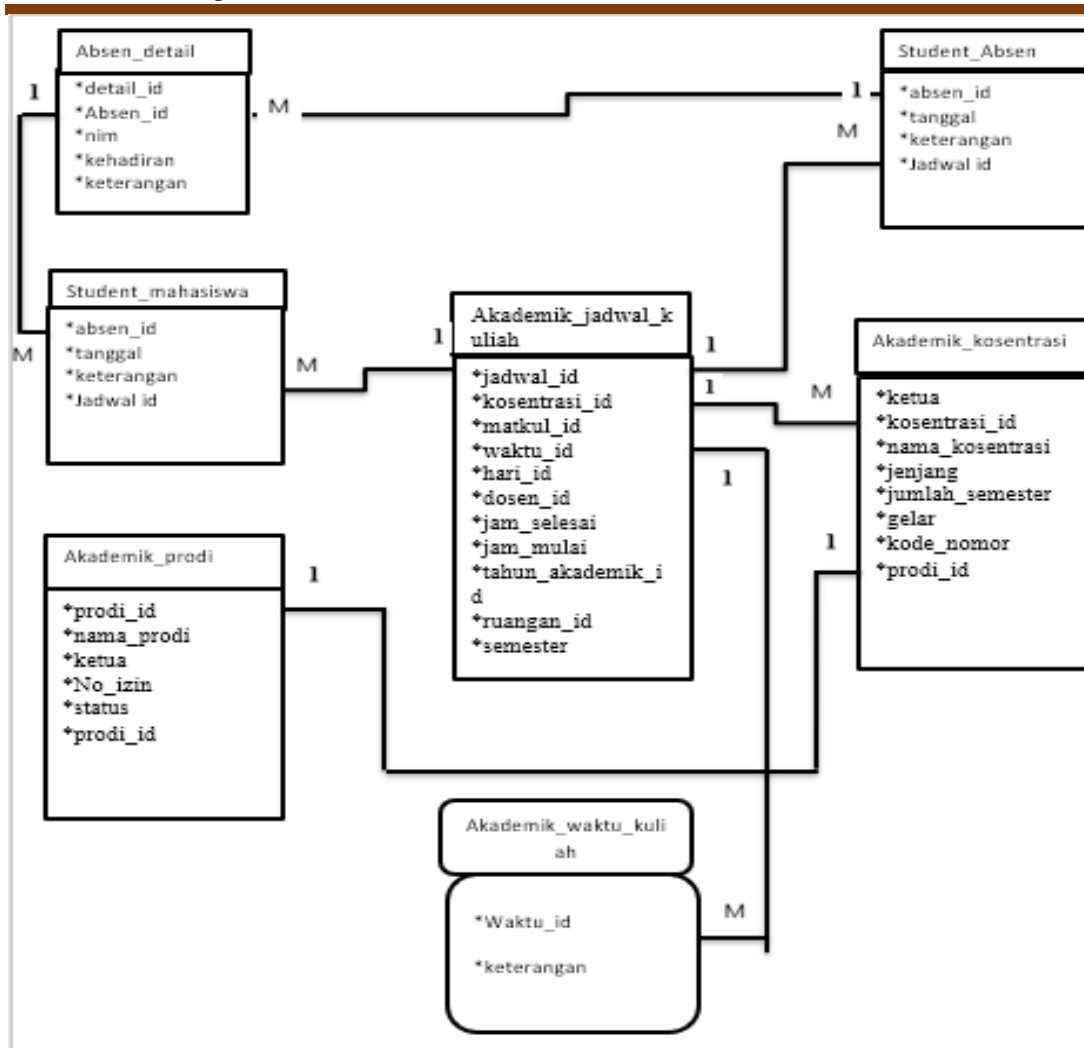 Absen_detail
*detail_id
*Absen_id
*nim
*kehadiran
*keterangan
1
M
1
M
Student_Absen
*absen_id
*tanggal
*keterangan
*Jadwal id
Student_mahasiswa
*absen_id
*tanggal
*keterangan
*Jadwal id
M
M
1
Akademik_jadwal_k
uliah
*jadwal_id
*kosentrasi_id
*matkul_id
*waktu_id
*hari_id
*dosen_id
*jam_selesai
*jam_mulai
*tahun_akademik_i
d
*ruangan_id
*semester
1
1
M
1
Akademik_kosentrasi
*ketua
*kosentrasi_id
*nama_kosentrasi
*jenjang
*jumlah_semester
*gelar
*kode_nomor
*prodi_id
1
Akademik_prodi
*prodi_id
*nama_prodi
*ketua
*No_izin
*status
*prodi_id
1
Akademik_waktu_kuli
ah
*Waktu_id
*keterangan
M